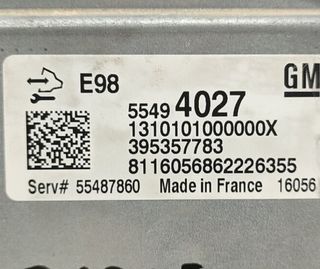 E98 GM
5549 4027
1310101000000X
395357783
8116056862226355
Serv# 55487860 Made in France 16056